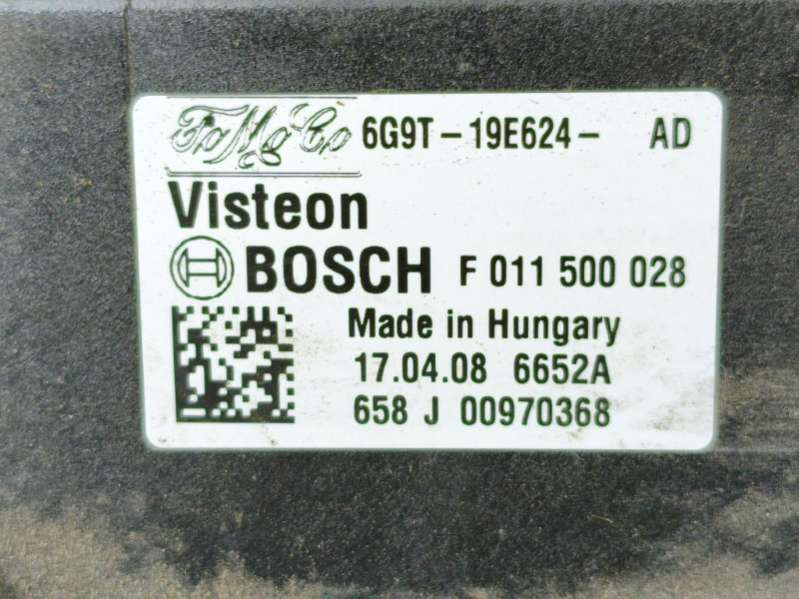 FoMoCo 6G9T-19E624- AD
Visteon
BOSCH F 011 500 028
Made in Hungary
17.04.08 6652A
658 J 00970368